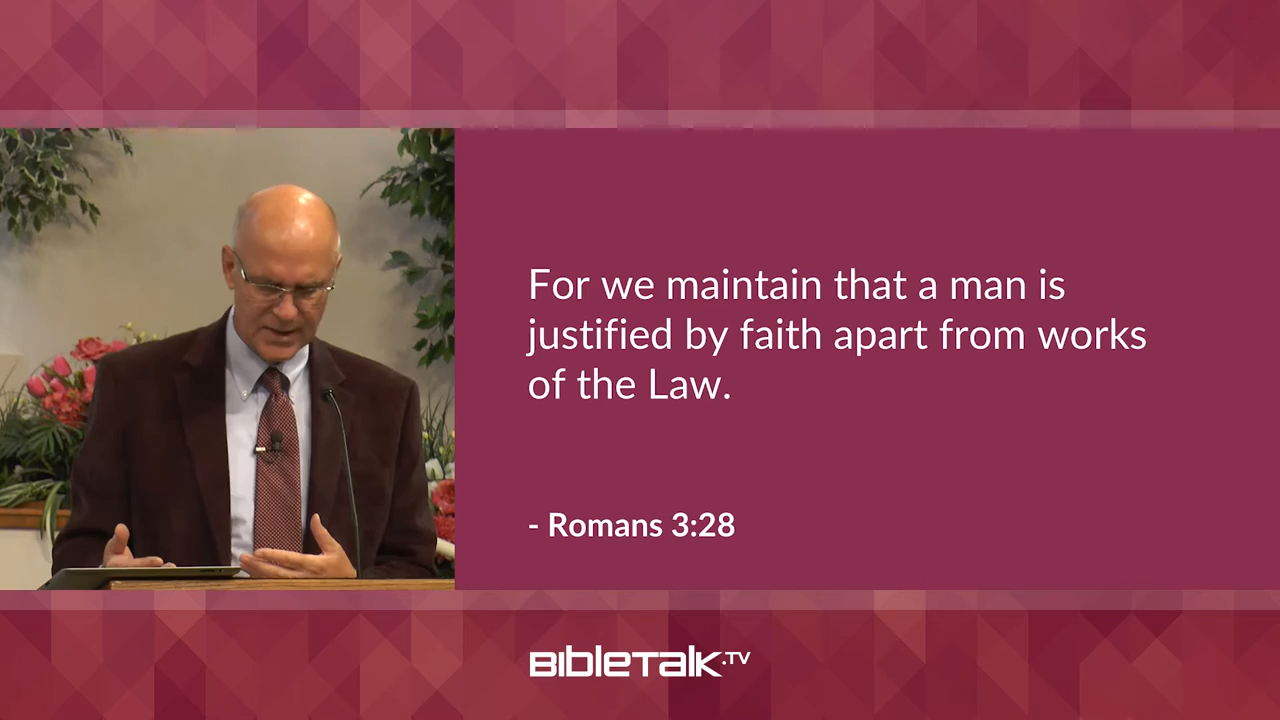 For we maintain that a man is
justified by faith apart from works
of the Law.
- Romans 3:28
BIBLETALK.TV